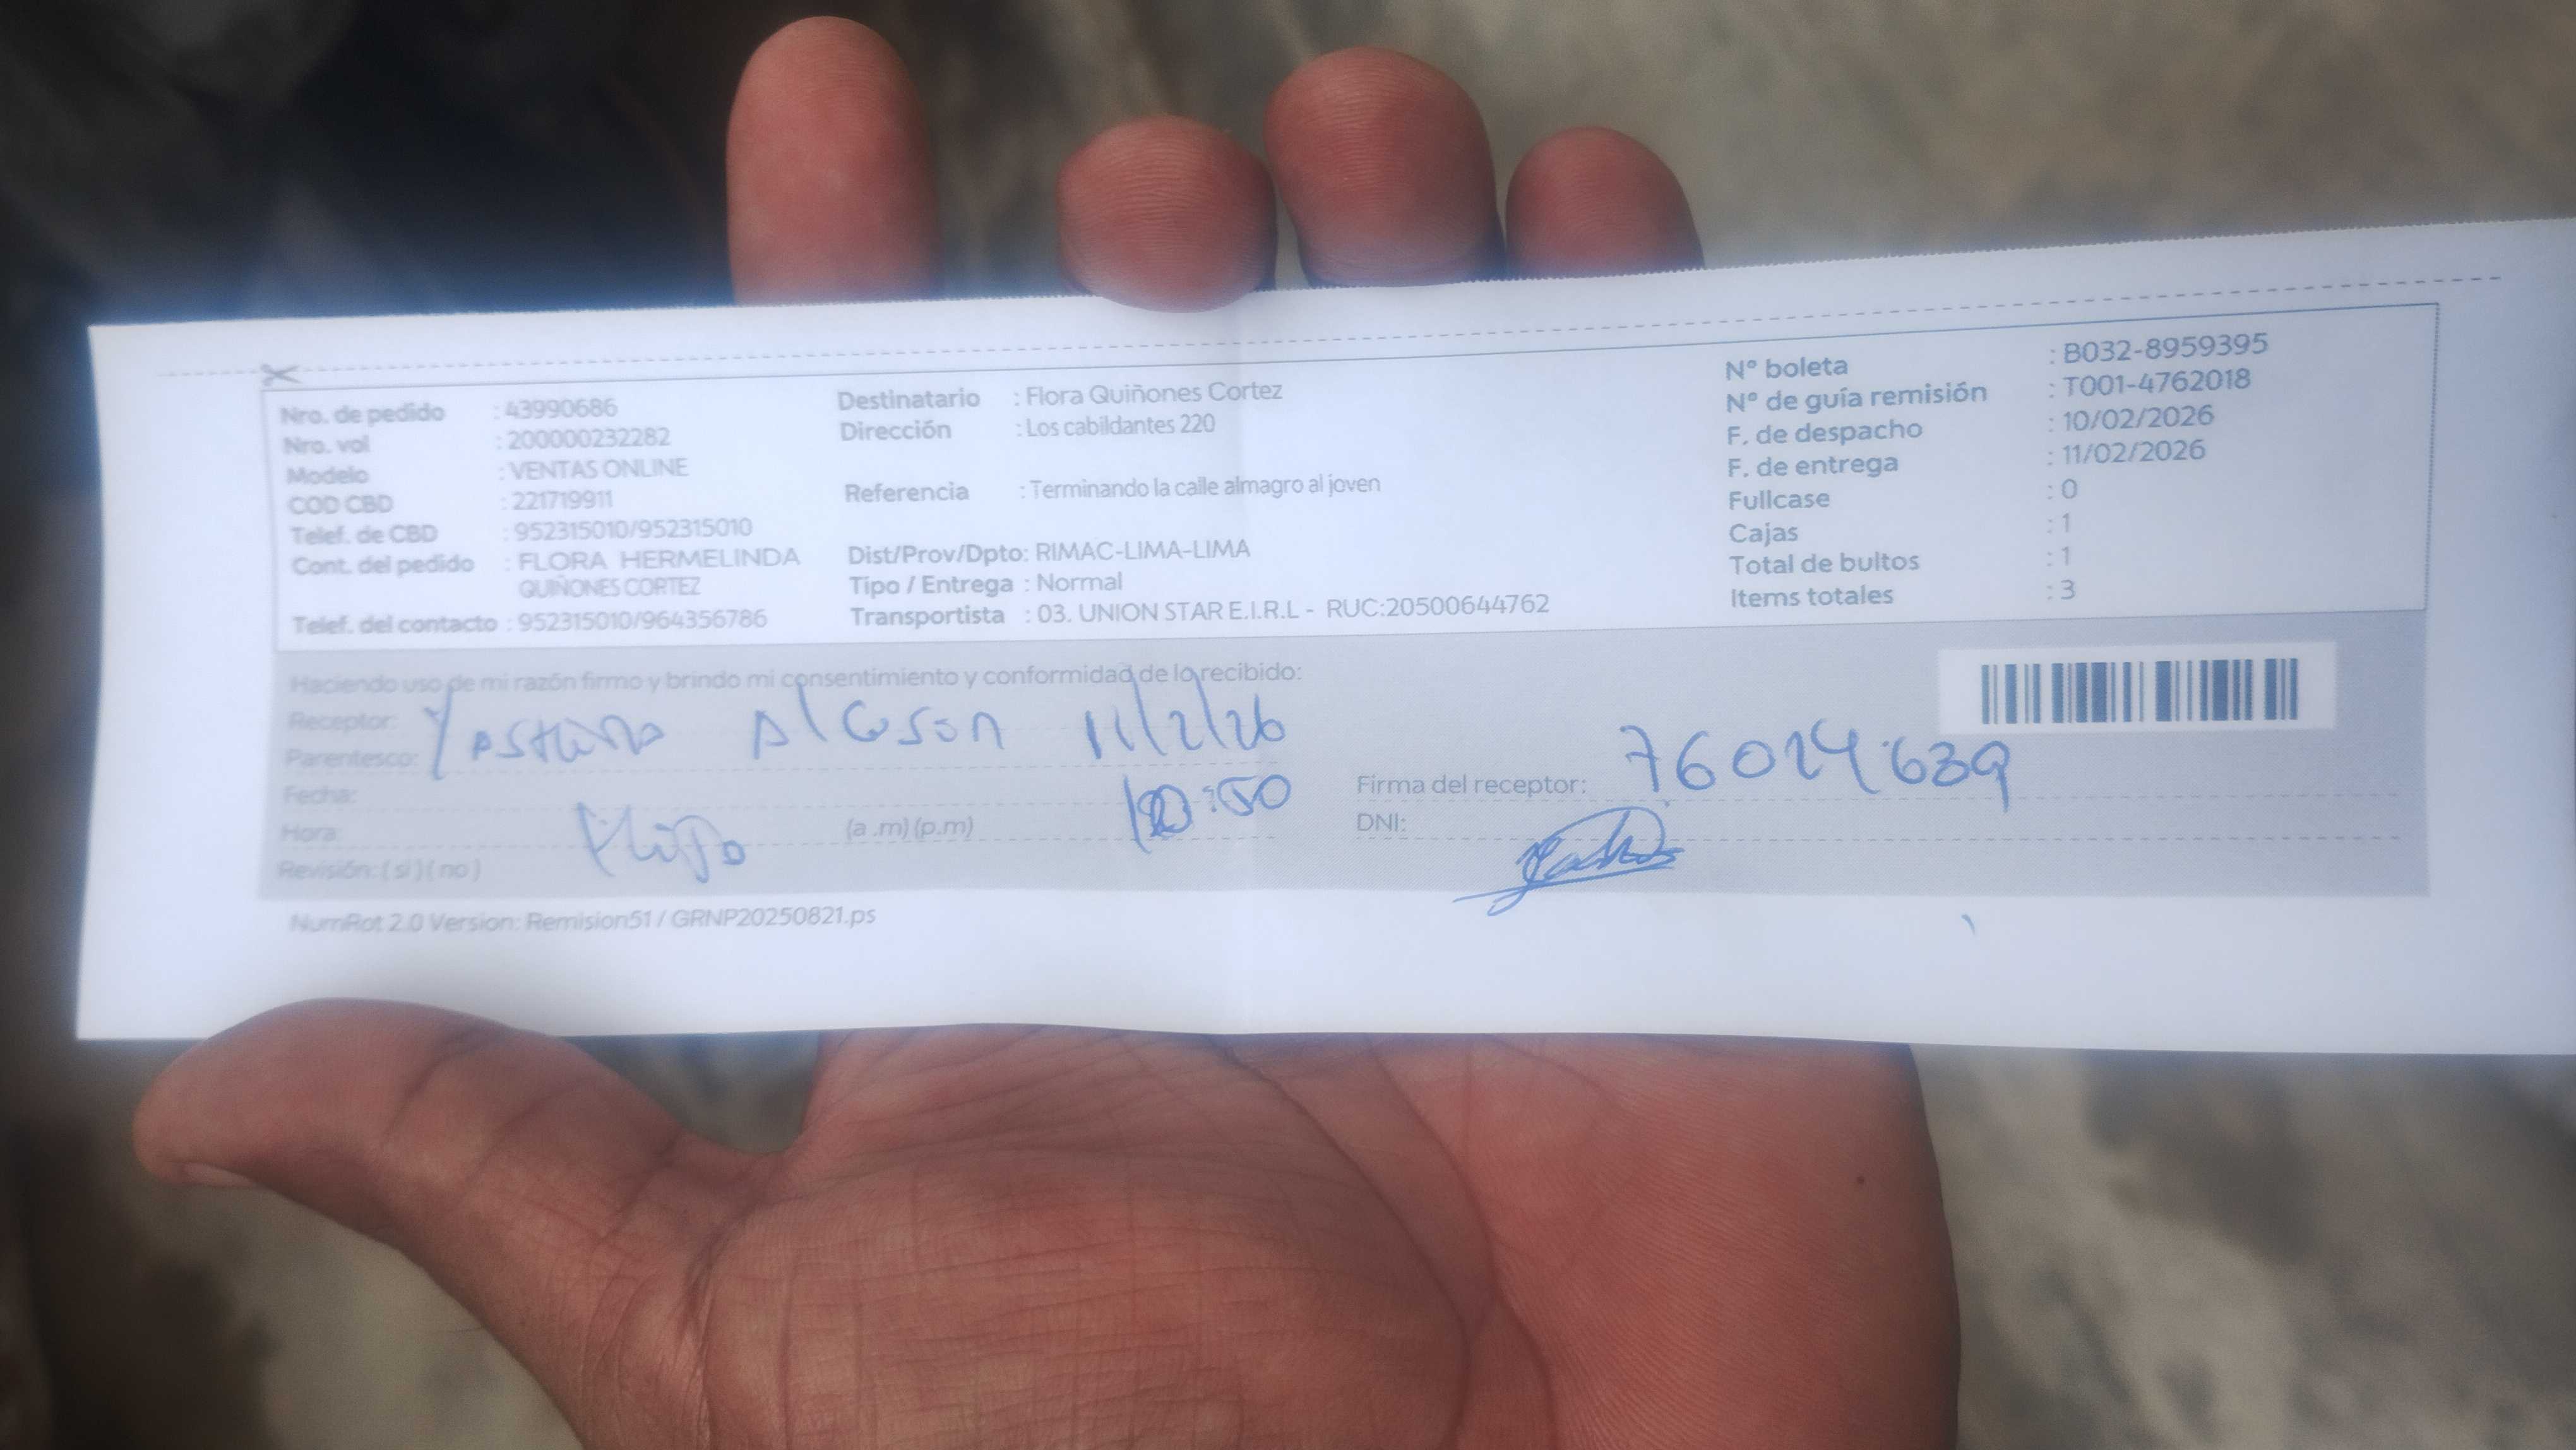 Nro. de pedido : 43990686
Nro. vol : 200000232282
Modelo : VENTAS ONLINE
COD CBD : 221719911
Telef. de CBD : 952315010/952315010
Cont. del pedido : FLORA HERMELINDA
QUIÑONES CORTEZ
Telef. del contacto : 952315010/964356786
Destinatario : Flora Quiñones Cortez
Dirección : Los cabildantes 220
Referencia : Terminando la calle almagro al joven
Dist/Prov/Dpto: RIMAC-LIMA-LIMA
Tipo / Entrega : Normal
Transportista : 03. UNION STAR E.I.R.L - RUC:20500644762
N° boleta : B032-8959395
N° de guía remisión : T001-4762018
F. de despacho : 10/02/2026
F. de entrega : 11/02/2026
Fullcase : 0
Cajas : 1
Total de bultos : 1
Items totales : 3
Haciendo uso de mi razón firmo y brindo mi consentimiento y conformidad de lo recibido:
Receptor: 11/2/26
Parentesco:
Fecha:
Hora: (a .m) (p.m) :50
Revisión: ( si ) ( no )
Firma del receptor: 76024639
DNI:
NumRot 2.0 Version: Remision51 / GRNP20250821.ps